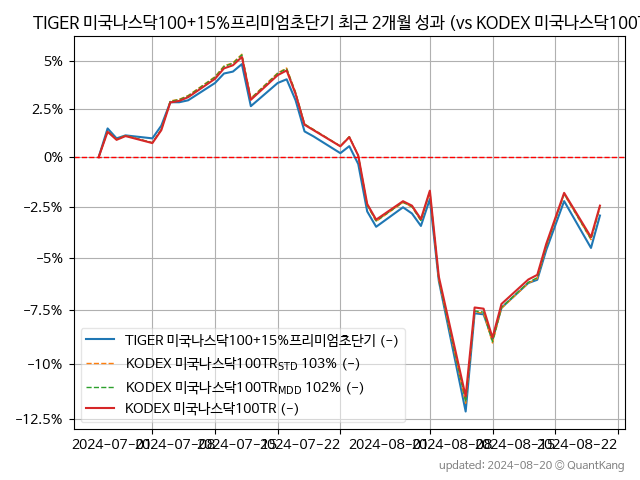 TIGER 미국나스닥100+15%프리미엄초단기 최근 2개월 성과 (vs KODEX 미국나스닥100T
5%
2.5%
0%
−2.5%
−5%
−7.5%
−10%
−12.5%
TIGER 미국나스닥100+15%프리미엄초단기 (-)
KODEX 미국나스닥100TR_STD 103% (-)
KODEX 미국나스닥100TR_MDD 102% (-)
KODEX 미국나스닥100TR (-)
2024-07-01 2024-07-08 2024-07-15 2024-07-22 2024-08-01 2024-08-08 2024-08-15 2024-08-22
updated: 2024-08-20 © QuantKang